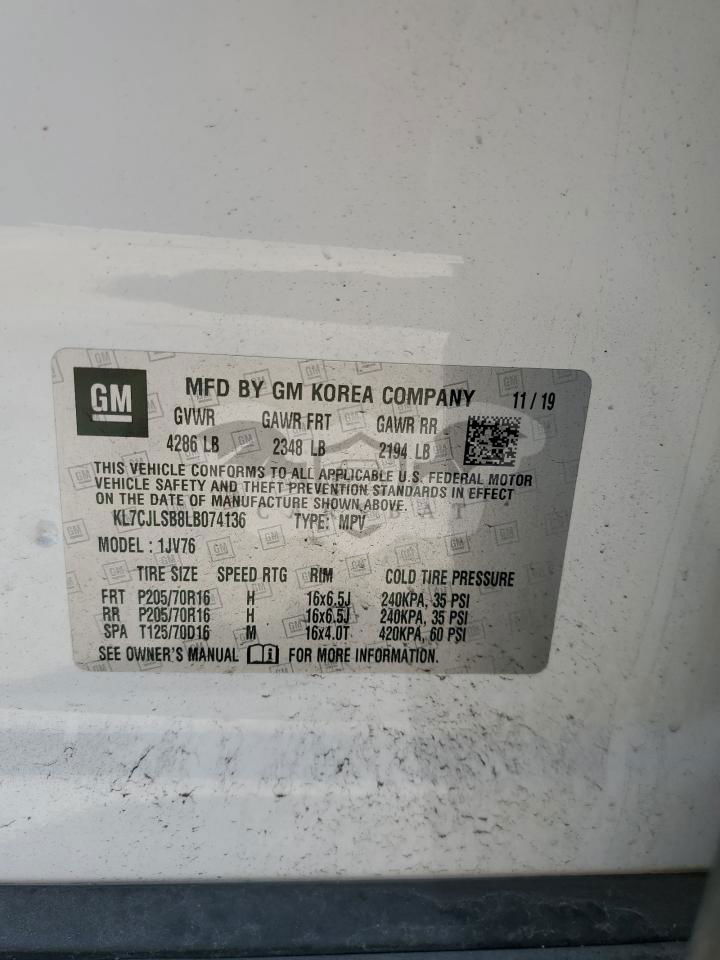 GM MFD BY GM KOREA COMPANY 11/19
GVWR GAWR FRT GAWR RR
4286 LB 2348 LB 2194 LB
THIS VEHICLE CONFORMS TO ALL APPLICABLE U.S. FEDERAL MOTOR
VEHICLE SAFETY AND THEFT PREVENTION STANDARDS IN EFFECT
ON THE DATE OF MANUFACTURE SHOWN ABOVE.
KL7CJLSB8LB074136 TYPE: MPV
MODEL : 1JV76
TIRE SIZE SPEED RTG RIM COLD TIRE PRESSURE
FRT P205/70R16 H 16x6.5J 240KPA, 35 PSI
RR P205/70R16 H 16x6.5J 240KPA, 35 PSI
SPA T125/70D16 M 16x4.0T 420KPA, 60 PSI
SEE OWNER'S MANUAL FOR MORE INFORMATION.